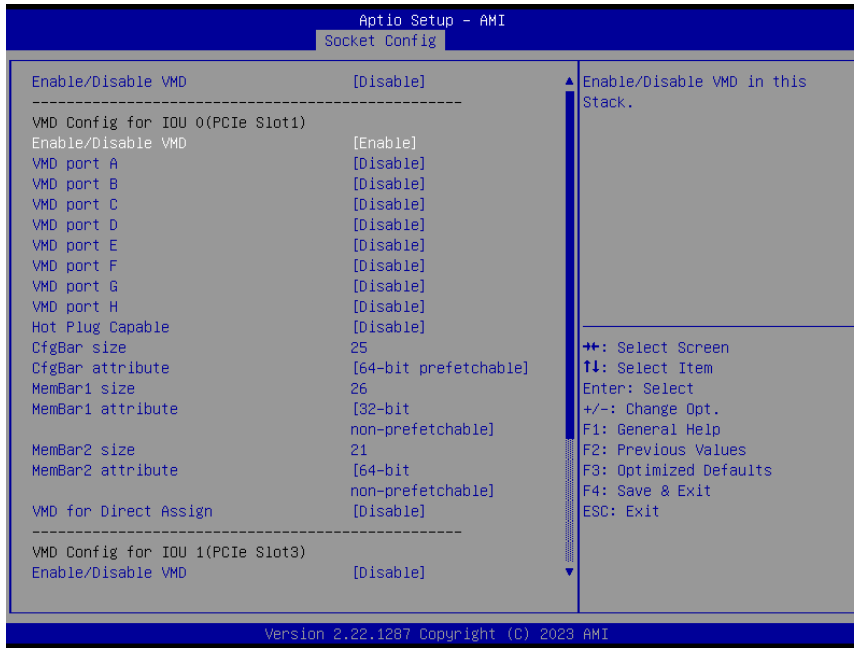 Aptio Setup – AMI
Socket Config
Enable/Disable VMD [Disable]
----------------------------------------------------
VMD Config for IOU 0(PCIe Slot1)
Enable/Disable VMD [Enable]
VMD port A [Disable]
VMD port B [Disable]
VMD port C [Disable]
VMD port D [Disable]
VMD port E [Disable]
VMD port F [Disable]
VMD port G [Disable]
VMD port H [Disable]
Hot Plug Capable [Disable]
CfgBar size 25
CfgBar attribute [64-bit prefetchable]
MemBar1 size 26
MemBar1 attribute [32-bit
non-prefetchable]
MemBar2 size 21
MemBar2 attribute [64-bit
non-prefetchable]
VMD for Direct Assign [Disable]
----------------------------------------------------
VMD Config for IOU 1(PCIe Slot3)
Enable/Disable VMD [Disable]
Enable/Disable VMD in this
Stack.
→←: Select Screen
↑↓: Select Item
Enter: Select
+/-: Change Opt.
F1: General Help
F2: Previous Values
F3: Optimized Defaults
F4: Save & Exit
ESC: Exit
Version 2.22.1287 Copyright (C) 2023 AMI